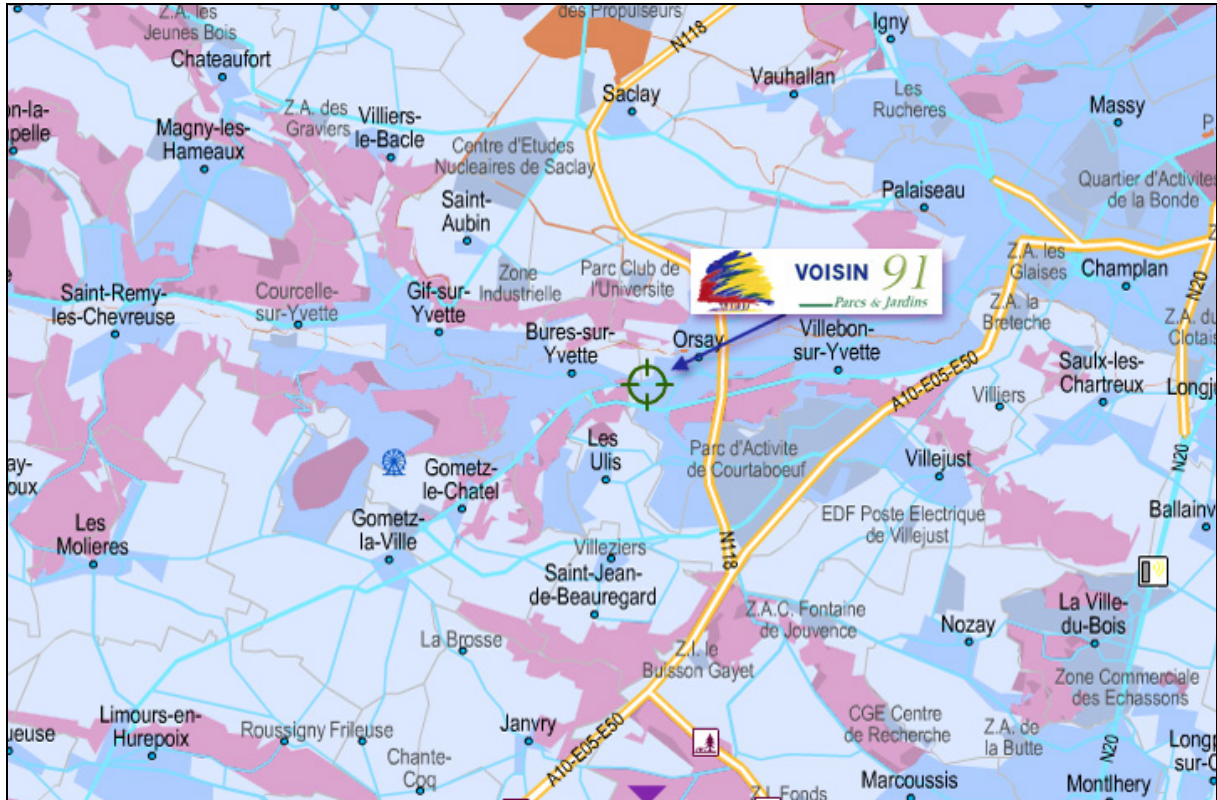 Z.A. les
Jeunes Bois
des Propulseurs
N118
Igny
Chateaufort
Vauhallan
Saclay
Les
Rucheres
Massy
Z.A. des
Graviers
Villiers-
le-Bacle
Magny-les-
Hameaux
Centre d'Etudes
Nucleaires de Saclay
Palaiseau
Quartier d'Activites
de la Bonde
Saint-
Aubin
VOISIN 91
Parcs & Jardins
Z.A. les
Glaises
Champlan
N20
Zone
Industrielle
Parc Club de
l'Universite
Saint-Remy-
les-Chevreuse
Courcelle-
sur-Yvette
Gif-sur-
Yvette
Z.A. la
Breteche
Bures-sur-
Yvette
Orsay
Villebon-
sur-Yvette
Saulx-les-
Chartreux
A10-E05-E50
Villiers
Les
Ulis
Parc d'Activite
de Courtaboeuf
Villejust
N20
Gometz-
le-Chatel
Gometz-
la-Ville
EDF Poste Electrique
de Villejust
Les
Molieres
N118
Villeziers
Saint-Jean-
de-Beauregard
Z.A.C. Fontaine
de Jouvence
La Ville-
du-Bois
Nozay
La Brosse
Z.I. le
Buisson Gayet
Zone Commerciale
des Echassons
Limours-en-
Hurepoix
Roussigny Frileuse
Janvry
CGE Centre
de Recherche
Z.A. de
la Butte
N20
Chante-
Coq
A10-E05-E50
Marcoussis
Montlhery
Z.I. Fonds